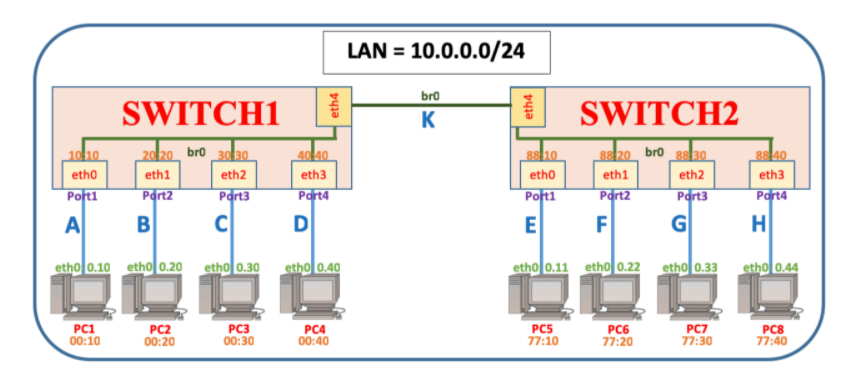 LAN = 10.0.0.0/24
SWITCH1
eth4
br0
K
eth4
SWITCH2
10:10
20:20
br0
30:30
40:40
88:10
88:20
br0
88:30
88:40
eth0
eth1
eth2
eth3
eth0
eth1
eth2
eth3
Port1
Port2
Port3
Port4
Port1
Port2
Port3
Port4
A
B
C
D
E
F
G
H
eth0 0.10
eth0 0.20
eth0 0.30
eth0 0.40
eth0 0.11
eth0 0.22
eth0 0.33
eth0 0.44
PC1
PC2
PC3
PC4
PC5
PC6
PC7
PC8
00:10
00:20
00:30
00:40
77:10
77:20
77:30
77:40